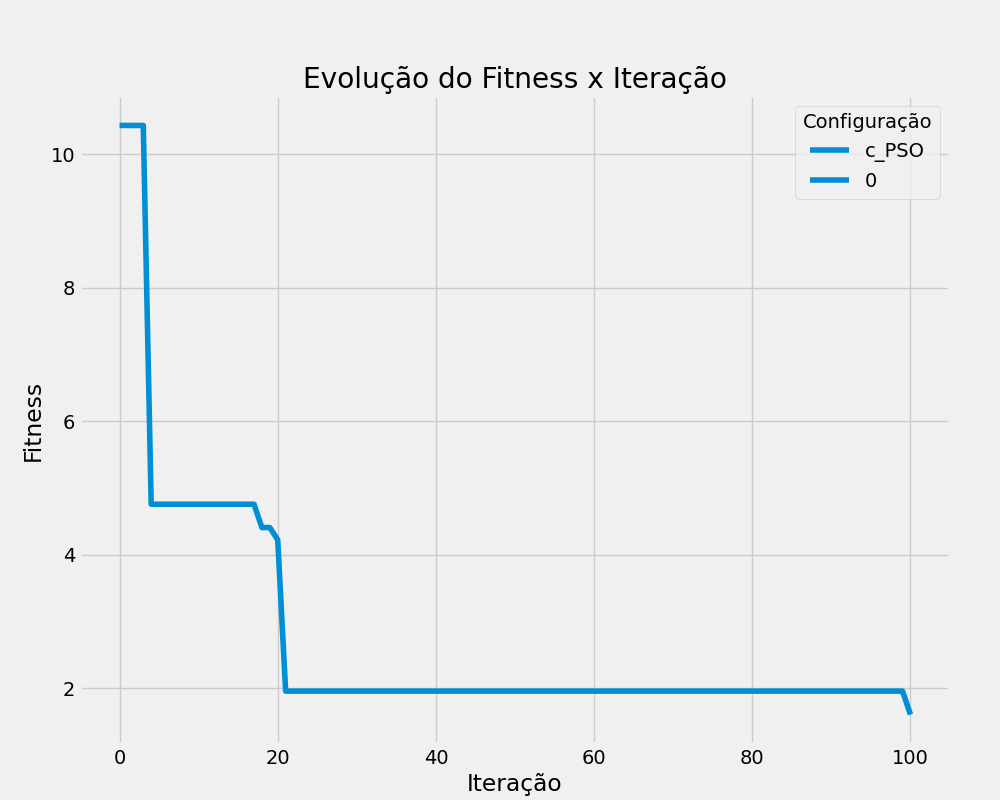 Evolução do Fitness x Iteração
Configuração
c_PSO
0
10
8
6
4
2
Fitness
0 20 40 60 80 100
Iteração